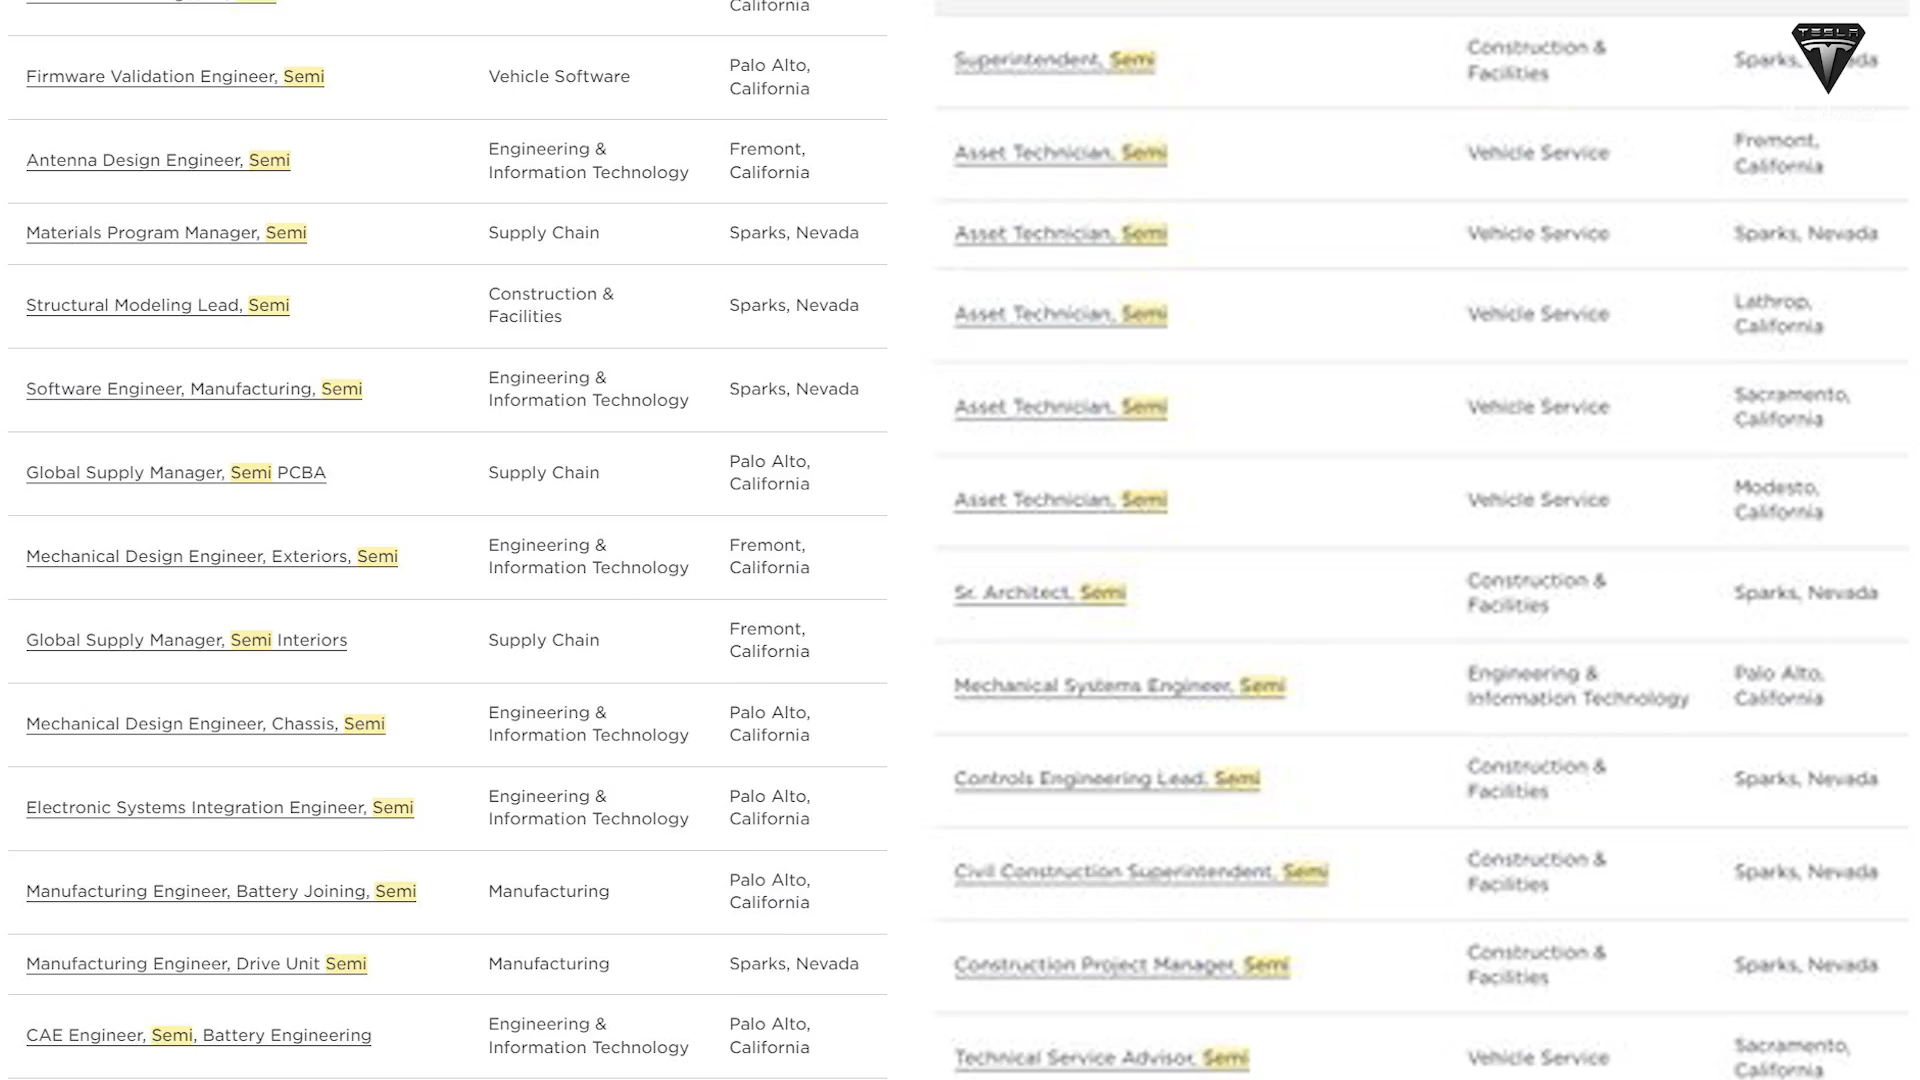 California
Firmware Validation Engineer, Semi
Vehicle Software
Palo Alto,
California
Antenna Design Engineer, Semi
Engineering &
Information Technology
Fremont,
California
Materials Program Manager, Semi
Supply Chain
Sparks, Nevada
Structural Modeling Lead, Semi
Construction &
Facilities
Sparks, Nevada
Software Engineer, Manufacturing, Semi
Engineering &
Information Technology
Sparks, Nevada
Global Supply Manager, Semi PCBA
Supply Chain
Palo Alto,
California
Mechanical Design Engineer, Exteriors, Semi
Engineering &
Information Technology
Fremont,
California
Global Supply Manager, Semi Interiors
Supply Chain
Fremont,
California
Mechanical Design Engineer, Chassis, Semi
Engineering &
Information Technology
Palo Alto,
California
Electronic Systems Integration Engineer, Semi
Engineering &
Information Technology
Palo Alto,
California
Manufacturing Engineer, Battery Joining, Semi
Manufacturing
Palo Alto,
California
Manufacturing Engineer, Drive Unit Semi
Manufacturing
Sparks, Nevada
CAE Engineer, Semi, Battery Engineering
Engineering &
Information Technology
Palo Alto,
California
TESLA
Superintendent, Semi
Construction &
Facilities
Sparks,
Asset Technician, Semi
Vehicle Service
Fremont,
California
Asset Technician, Semi
Vehicle Service
Sparks, Nevada
Asset Technician, Semi
Vehicle Service
Lathrop,
California
Asset Technician, Semi
Vehicle Service
Sacramento,
California
Asset Technician, Semi
Vehicle Service
Modesto,
California
Sr. Architect, Semi
Construction &
Facilities
Sparks, Nevada
Mechanical Systems Engineer, Semi
Engineering &
Information Technology
Palo Alto,
California
Controls Engineering Lead, Semi
Construction &
Facilities
Sparks, Nevada
Civil Construction Superintendent, Semi
Construction &
Facilities
Sparks, Nevada
Construction Project Manager, Semi
Construction &
Facilities
Sparks, Nevada
Technical Service Advisor, Semi
Vehicle Service
Sacramento,
California